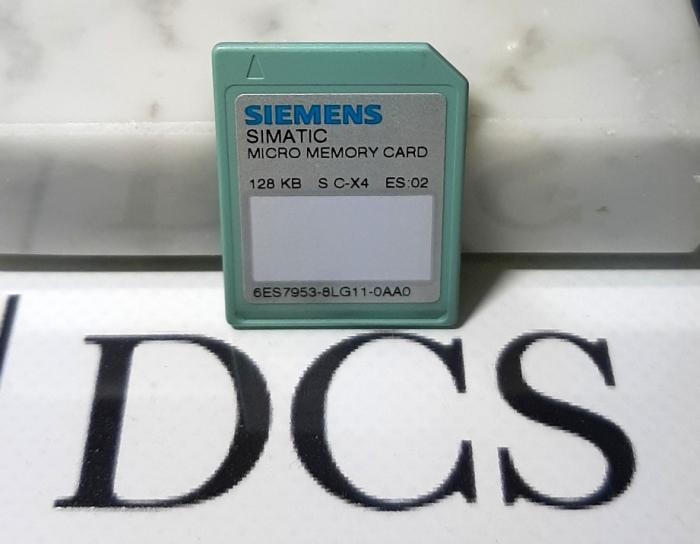 SIEMENS
SIMATIC
MICRO MEMORY CARD
128 KB S C-X4 ES:02
6ES7953-8LG11-0AA0
DCS